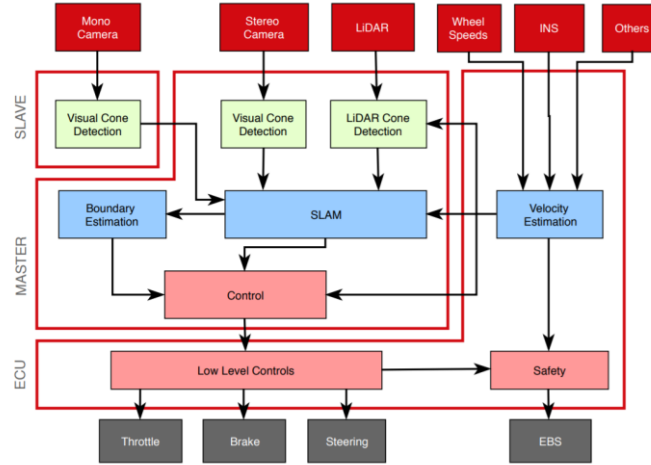 Mono
Camera
Stereo
Camera
LiDAR
Wheel
Speeds
INS
Others
SLAVE
Visual Cone
Detection
Visual Cone
Detection
LiDAR Cone
Detection
MASTER
Boundary
Estimation
SLAM
Velocity
Estimation
Control
ECU
Low Level Controls
Safety
Throttle
Brake
Steering
EBS